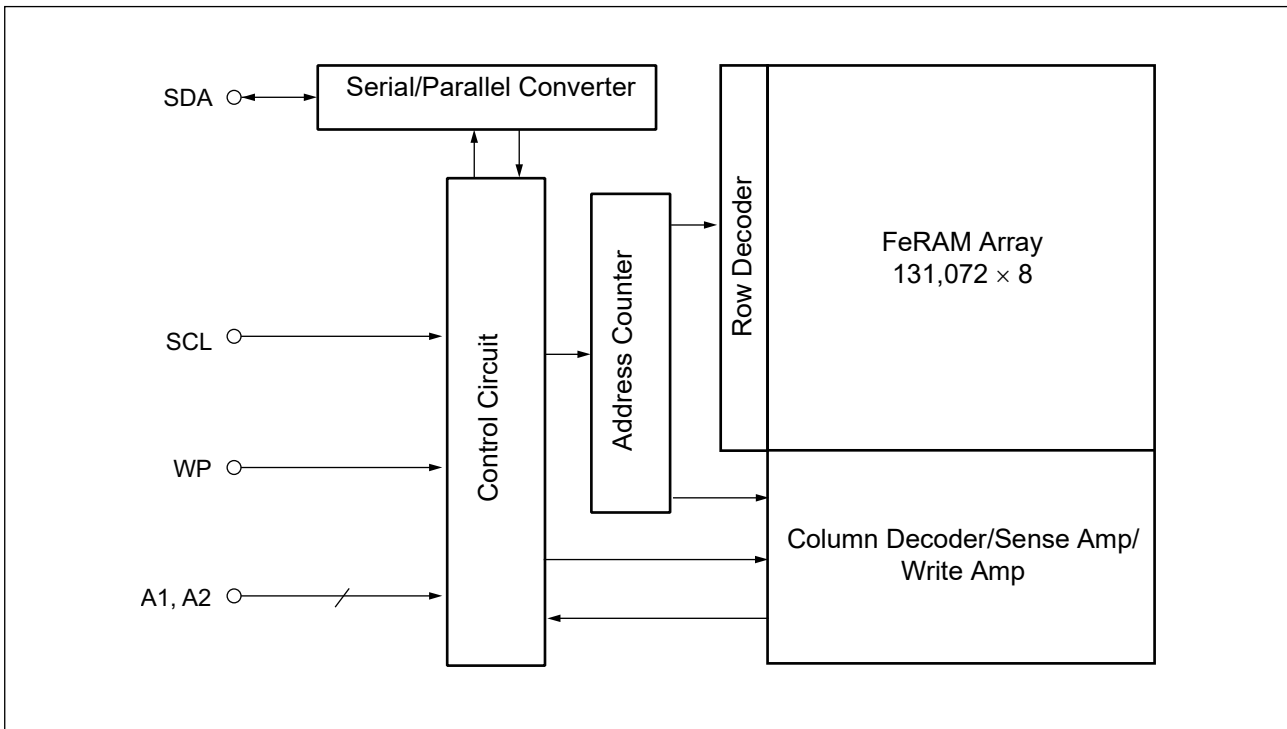 SDA
Serial/Parallel Converter
SCL
WP
A1, A2
Control Circuit
Address Counter
Row Decoder
FeRAM Array
131,072 × 8
Column Decoder/Sense Amp/
Write Amp